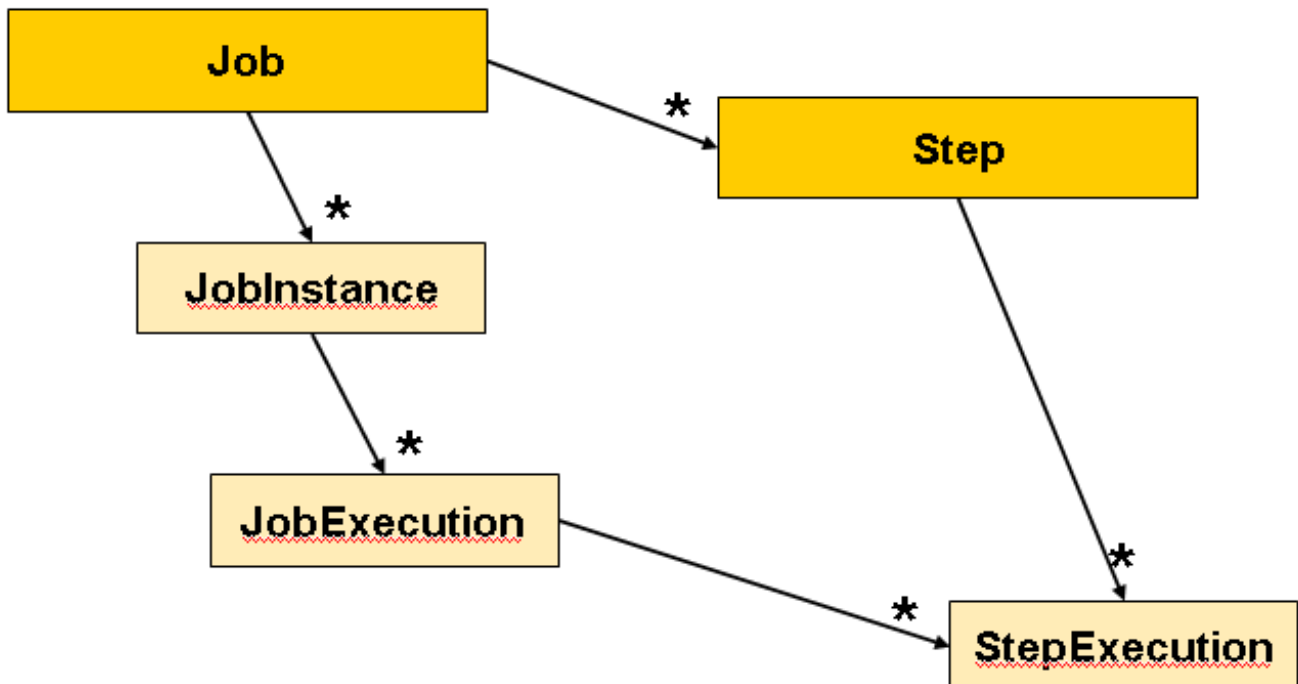 Job
*
Step
*
JobInstance
*
JobExecution
*
*
StepExecution